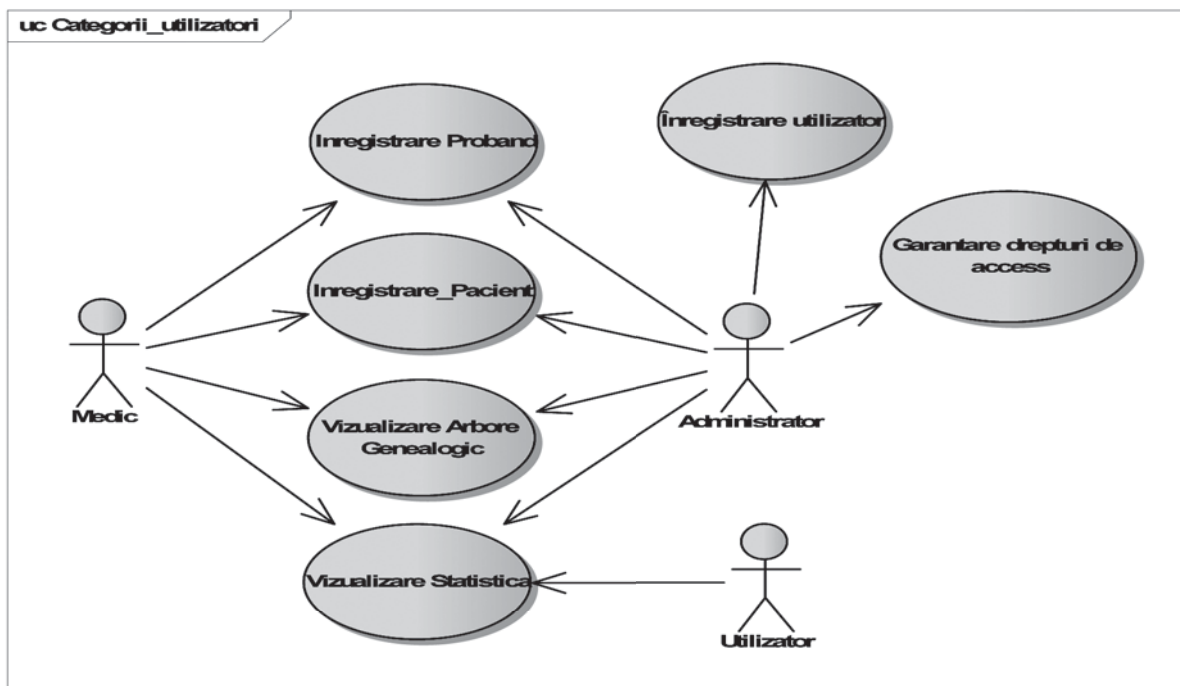 uc Categorii_utilizatori
Inregistrare Proband
Înregistrare utilizator
Garantare drepturi de
access
Inregistrare_Pacient
Medic
Vizualizare Arbore
Genealogic
Administrator
Vizualizare Statistica
Utilizator